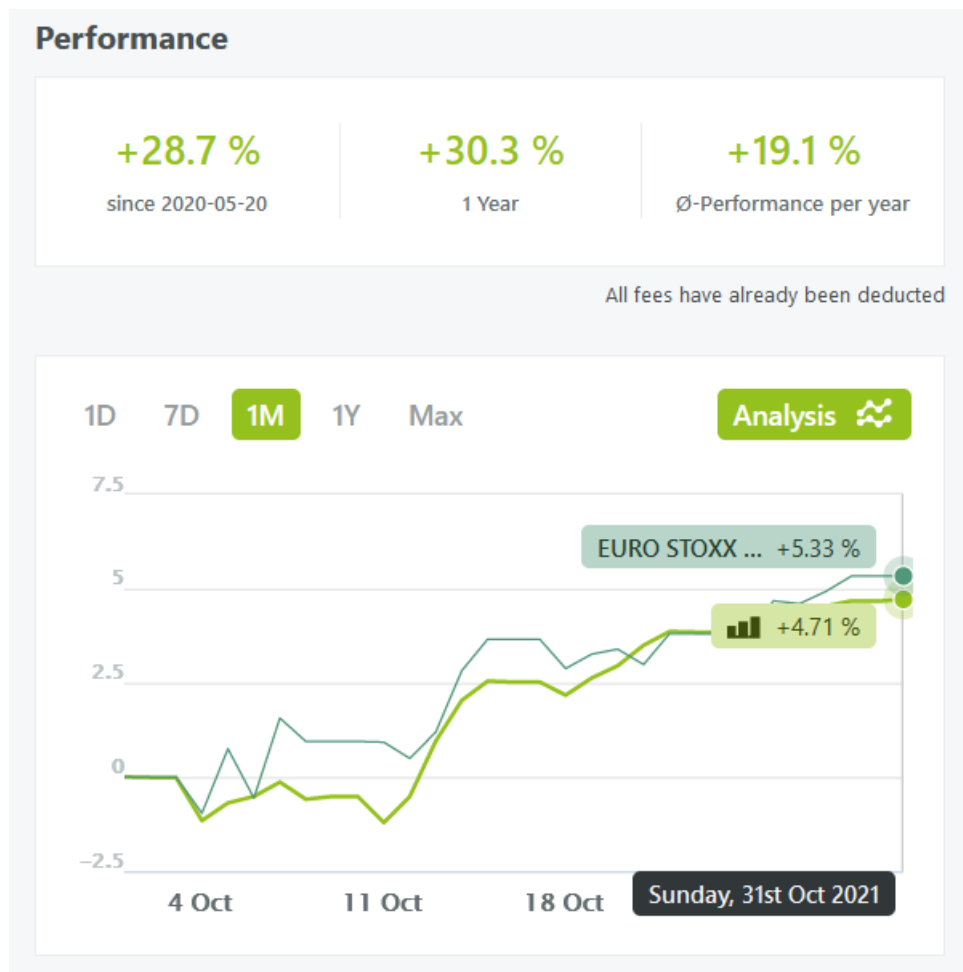 Performance
+28.7 % +30.3 % +19.1 %
since 2020-05-20 1 Year Ø-Performance per year
All fees have already been deducted
1D 7D 1M 1Y Max Analysis
7.5
EURO STOXX ... +5.33 %
5
+4.71 %
2.5
0
−2.5
4 Oct 11 Oct 18 Oct Sunday, 31st Oct 2021